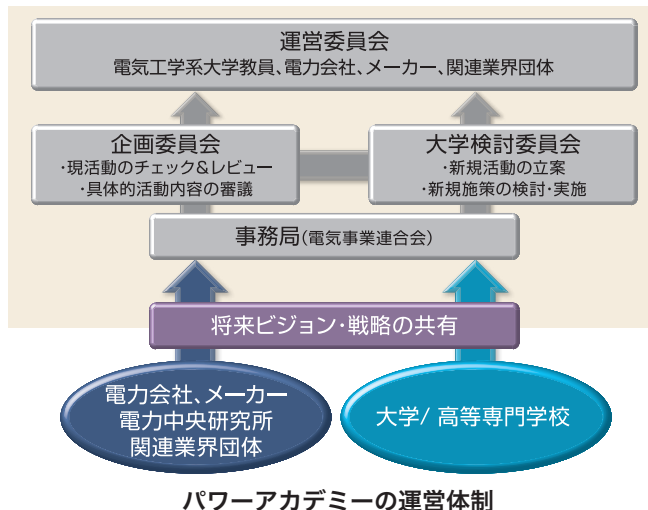 運営委員会
電気工学系大学教員、電力会社、メーカー、関連業界団体
企画委員会
・現活動のチェック&レビュー
・具体的活動内容の審議
大学検討委員会
・新規活動の立案
・新規施策の検討・実施
事務局(電気事業連合会)
将来ビジョン・戦略の共有
電力会社、メーカー
電力中央研究所
関連業界団体
大学/ 高等専門学校
パワーアカデミーの運営体制